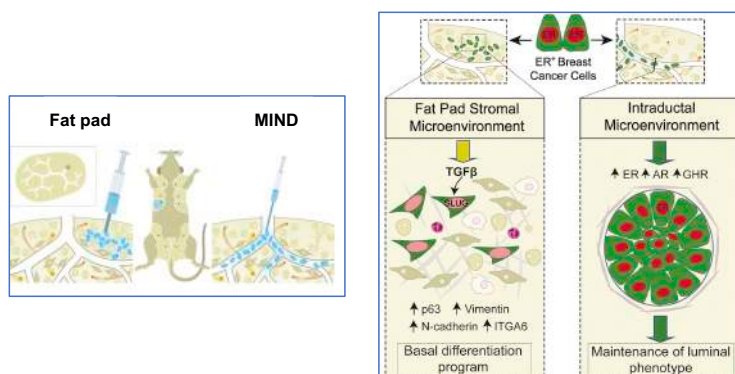 Fat pad
MIND
ER⁺ Breast
Cancer Cells
Fat Pad Stromal
Microenvironment
TGFβ
SLUG
p63 Vimentin
N-cadherin ITGA6
Basal differentiation
program
Intraductal
Microenvironment
ER AR GHR
Maintenance of luminal
phenotype